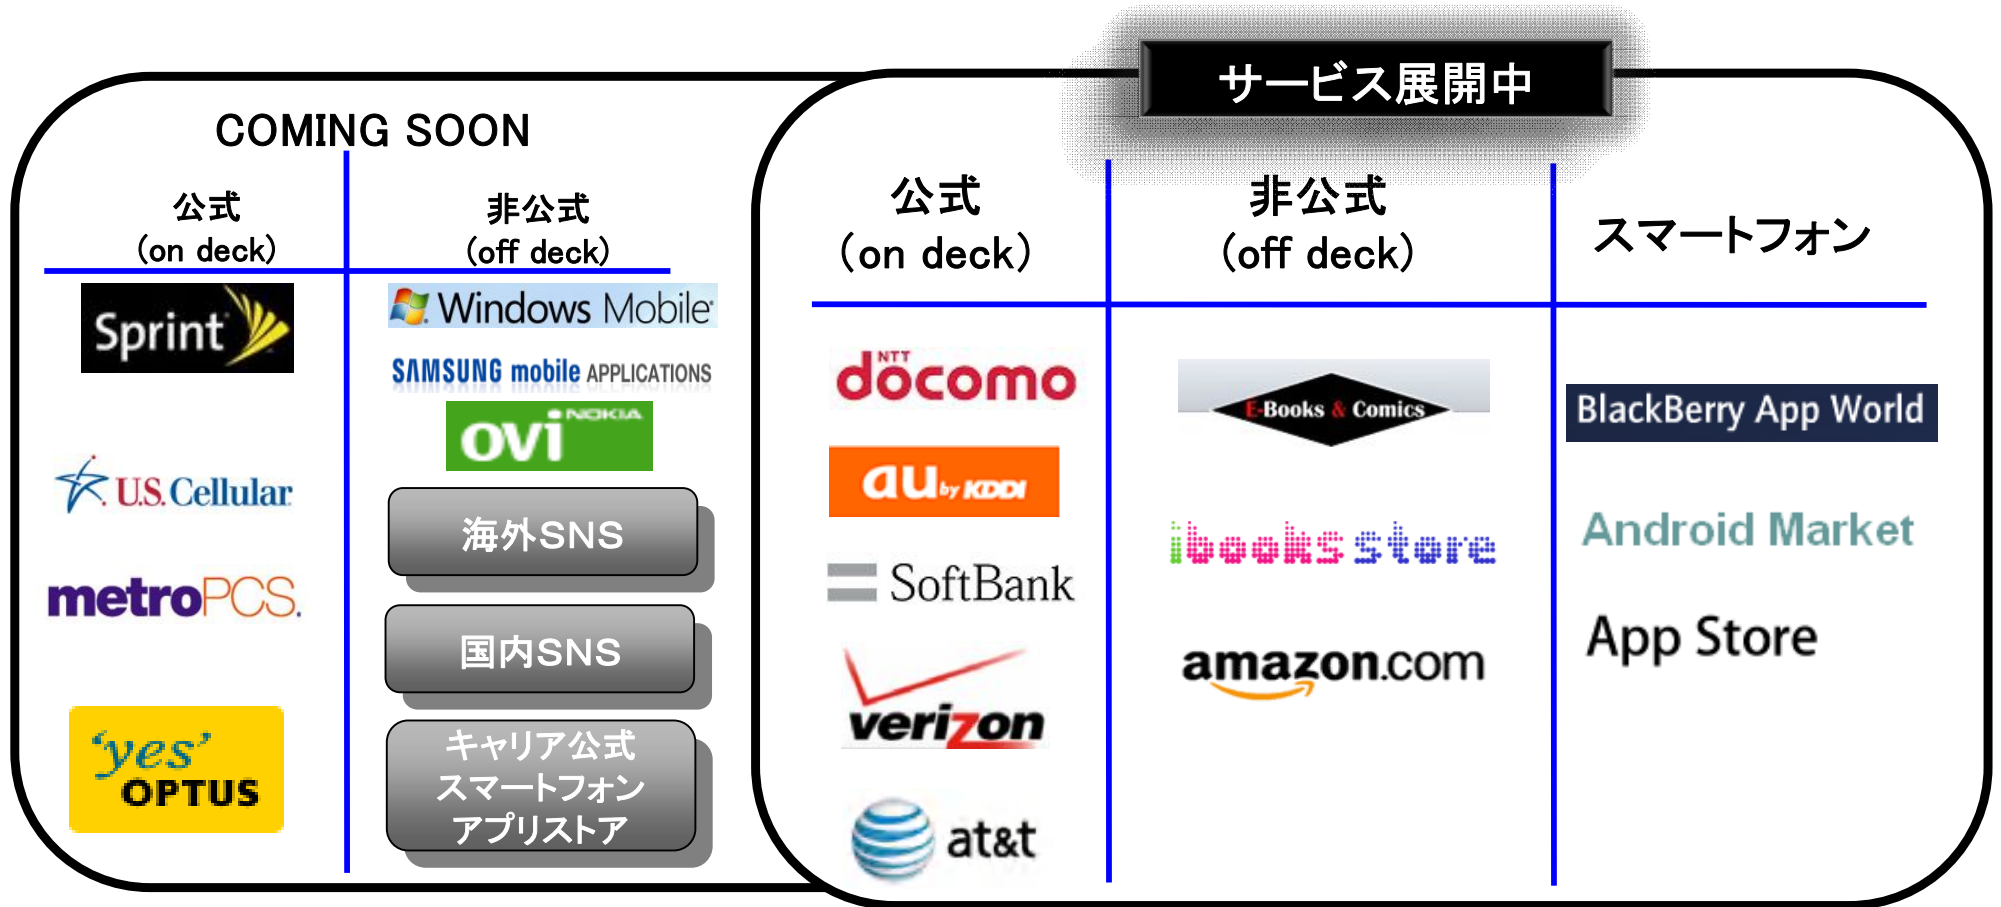 サービス展開中
COMING SOON
公式
(on deck)
非公式
(off deck)
Sprint
U.S. Cellular
metroPCS.
'yes'
OPTUS
Windows Mobile
SAMSUNG mobile APPLICATIONS
ovi NOKIA
海外SNS
国内SNS
キャリア公式
スマートフォン
アプリストア
公式
(on deck)
非公式
(off deck)
スマートフォン
NTT
docomo
au by KDDI
SoftBank
verizon
at&t
E-Books & Comics
ibooks store
amazon.com
BlackBerry App World
Android Market
App Store